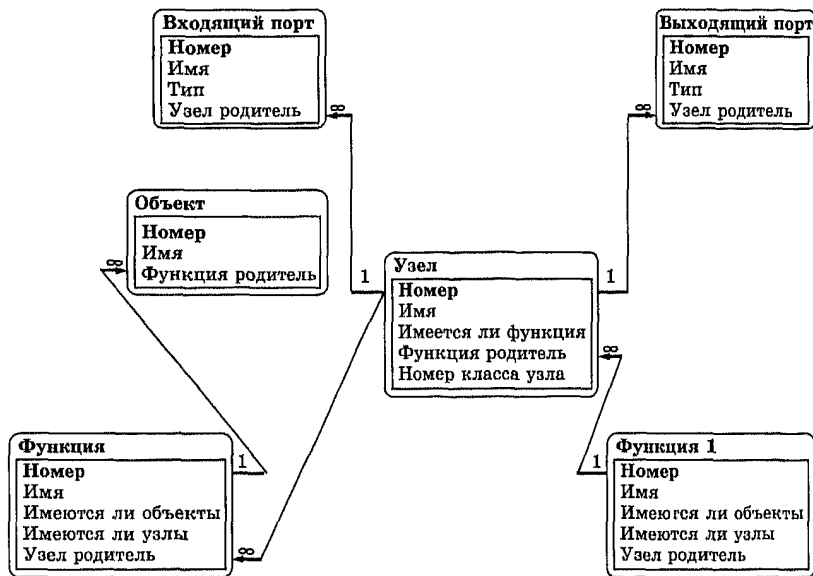 Входящий порт
Номер
Имя
Тип
Узел родитель
Выходящий порт
Номер
Имя
Тип
Узел родитель
Объект
Номер
Имя
Функция родитель
Узел
Номер
Имя
Имеется ли функция
Функция родитель
Номер класса узла
Функция
Номер
Имя
Имеются ли объекты
Имеются ли узлы
Узел родитель
Функция 1
Номер
Имя
Имеются ли объекты
Имеются ли узлы
Узел родитель
∞
∞
∞
1
1
∞
1
1
∞